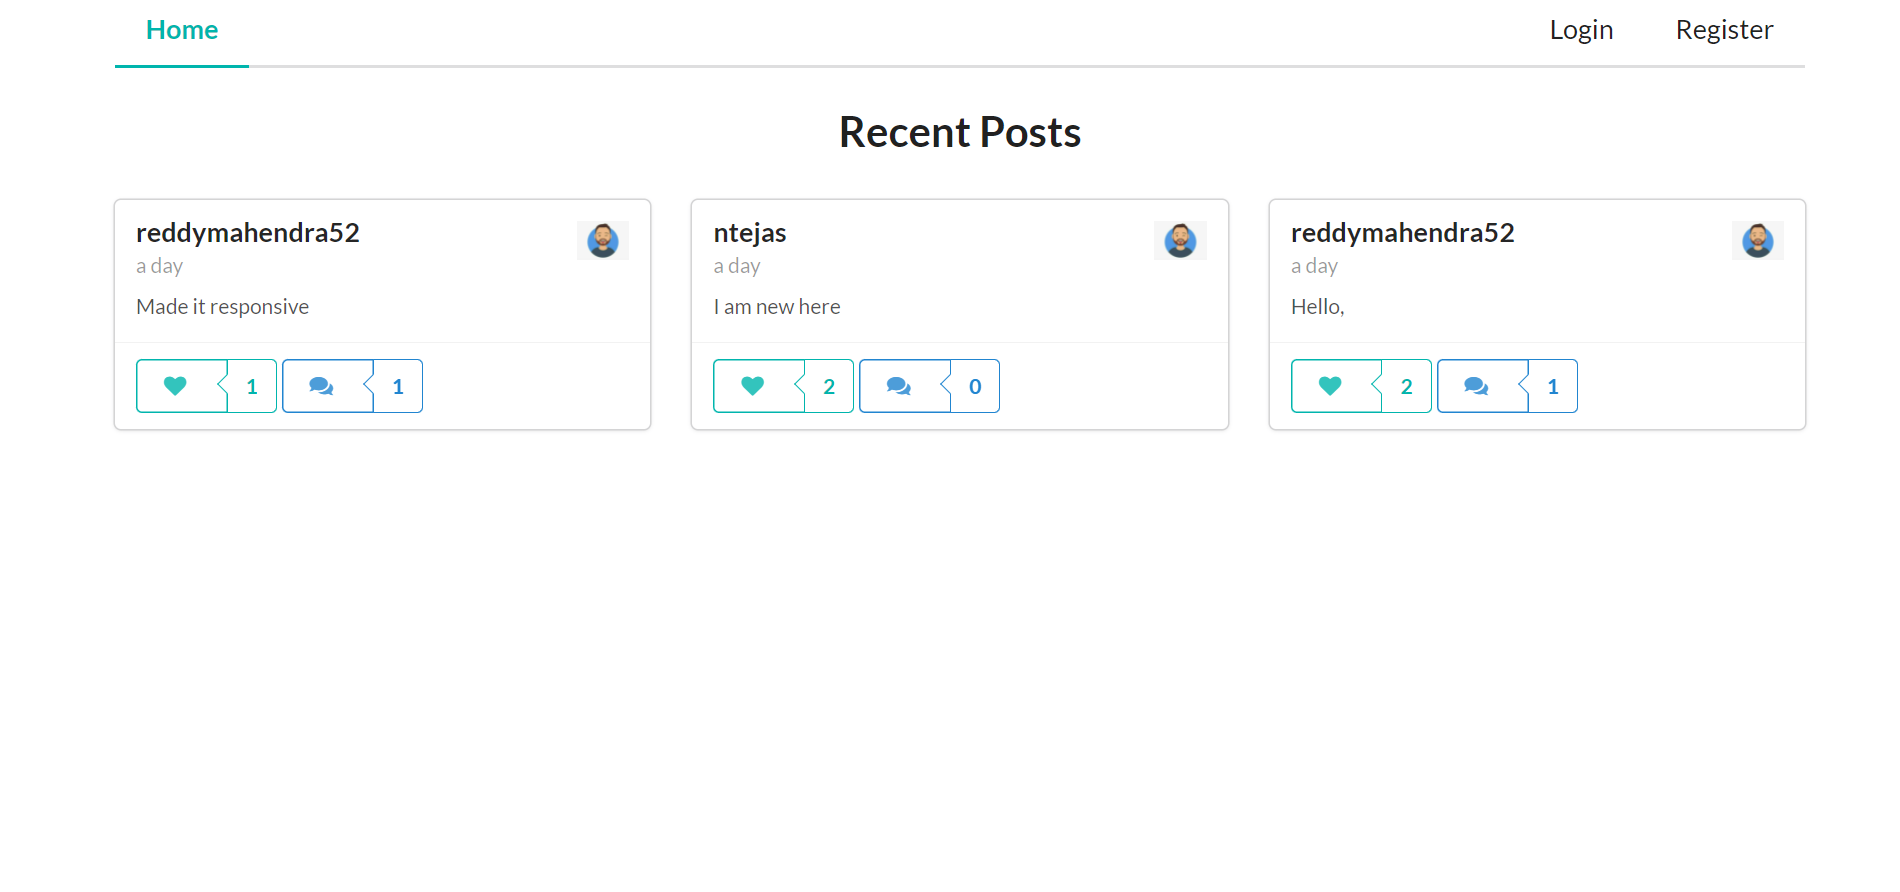 Home Login Register
Recent Posts
reddymahendra52
a day
Made it responsive
1 1
ntejas
a day
I am new here
2 0
reddymahendra52
a day
Hello,
2 1